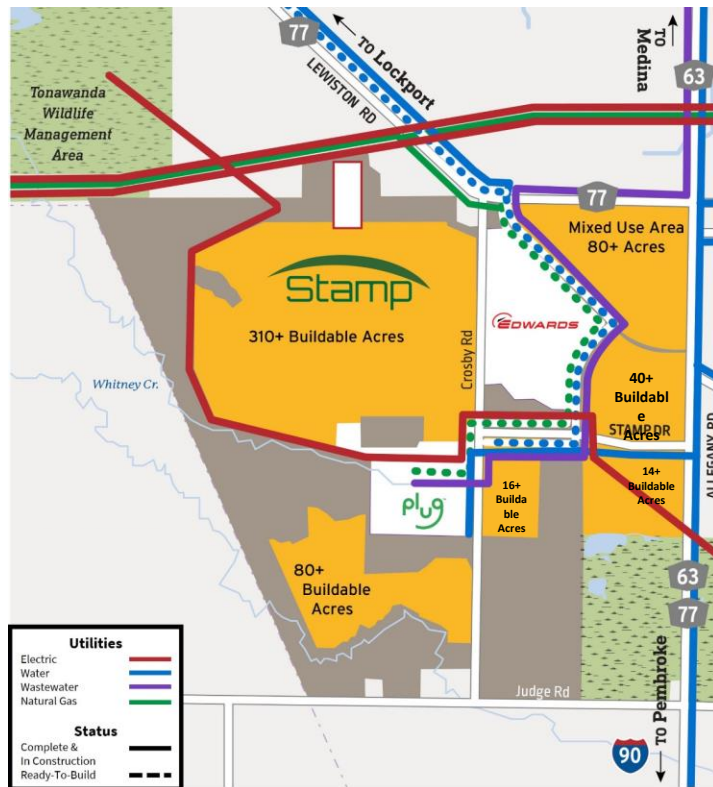 77
TO Lockport
LEWISTON RD
TO
Medina
63
Tonawanda
Wildlife
Management
Area
77
Mixed Use Area
80+ Acres
Stamp
310+ Buildable Acres
Crosby Rd
EDWARDS
Whitney Cr.
40+
Buildabl
e
Acres
STAMP DR
ALLEGANY RD
14+
Buildable
Acres
16+
Builda
ble
Acres
plug
80+
Buildable
Acres
63
77
Judge Rd
TO Pembroke
90
Utilities
Electric
Water
Wastewater
Natural Gas
Status
Complete &
In Construction
Ready-To-Build